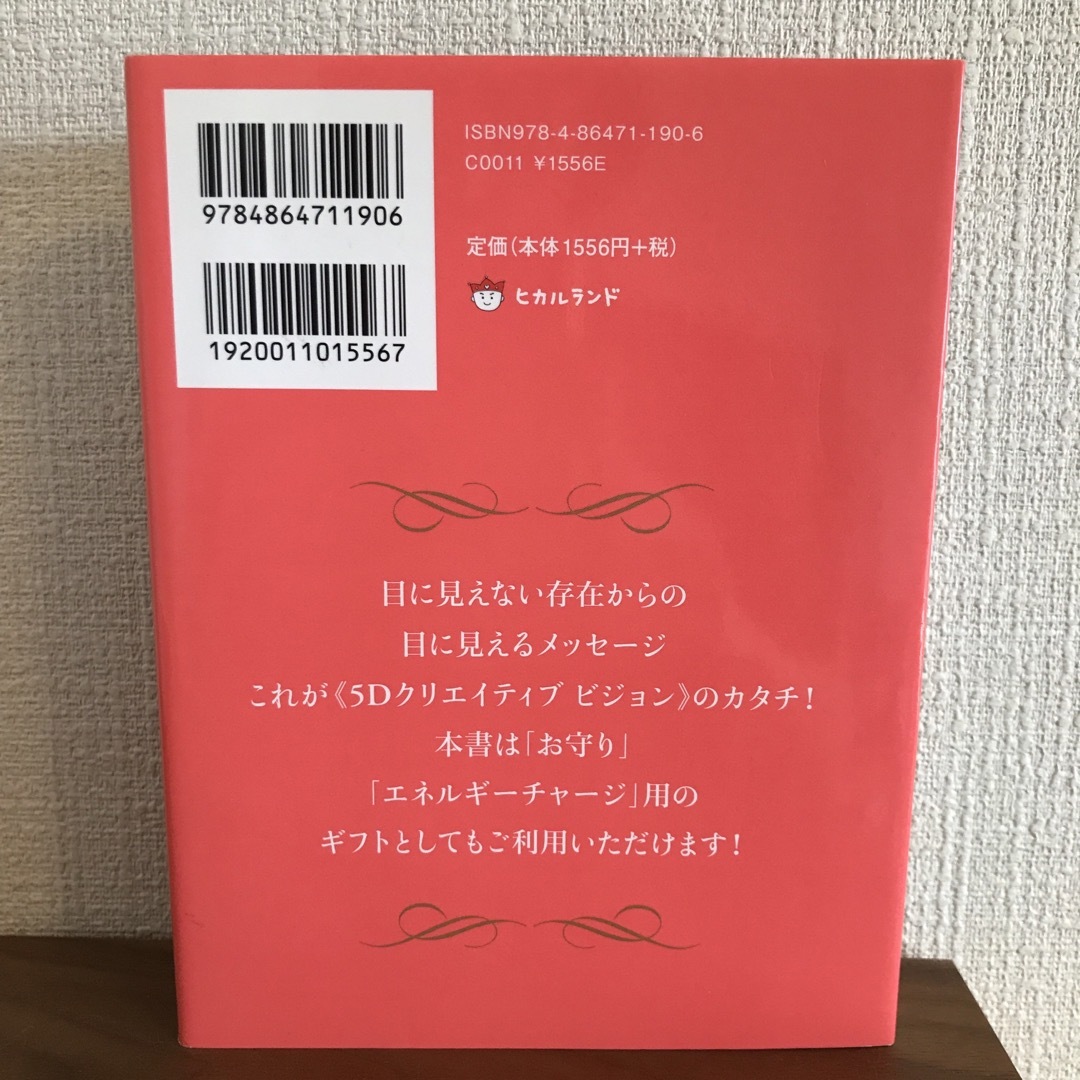 9784864711906
1920011015567
ISBN978-4-86471-190-6
C0011 ¥1556E
定価(本体1556円+税)
ヒカルランド
目に見えない存在からの
目に見えるメッセージ
これが《5Dクリエイティブ ビジョン》のカタチ!
本書は「お守り」
「エネルギーチャージ」用の
ギフトとしてもご利用いただけます!